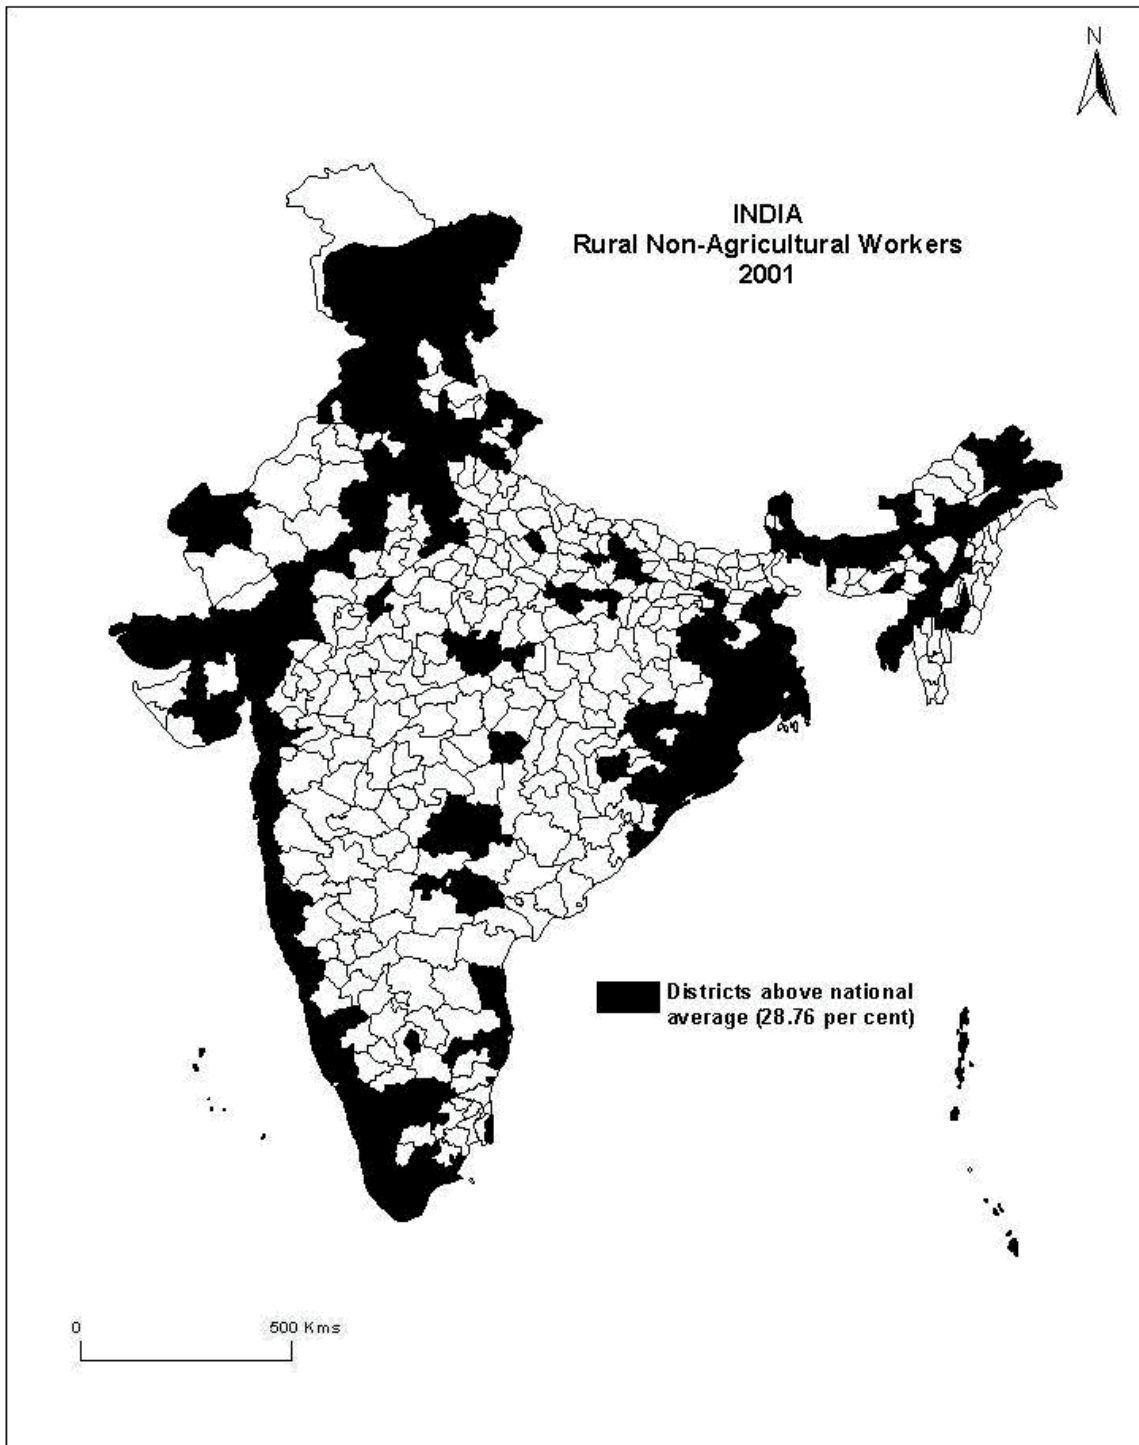 N
INDIA
Rural Non-Agricultural Workers
2001
Districts above national
average (28.76 per cent)
0 500 Kms